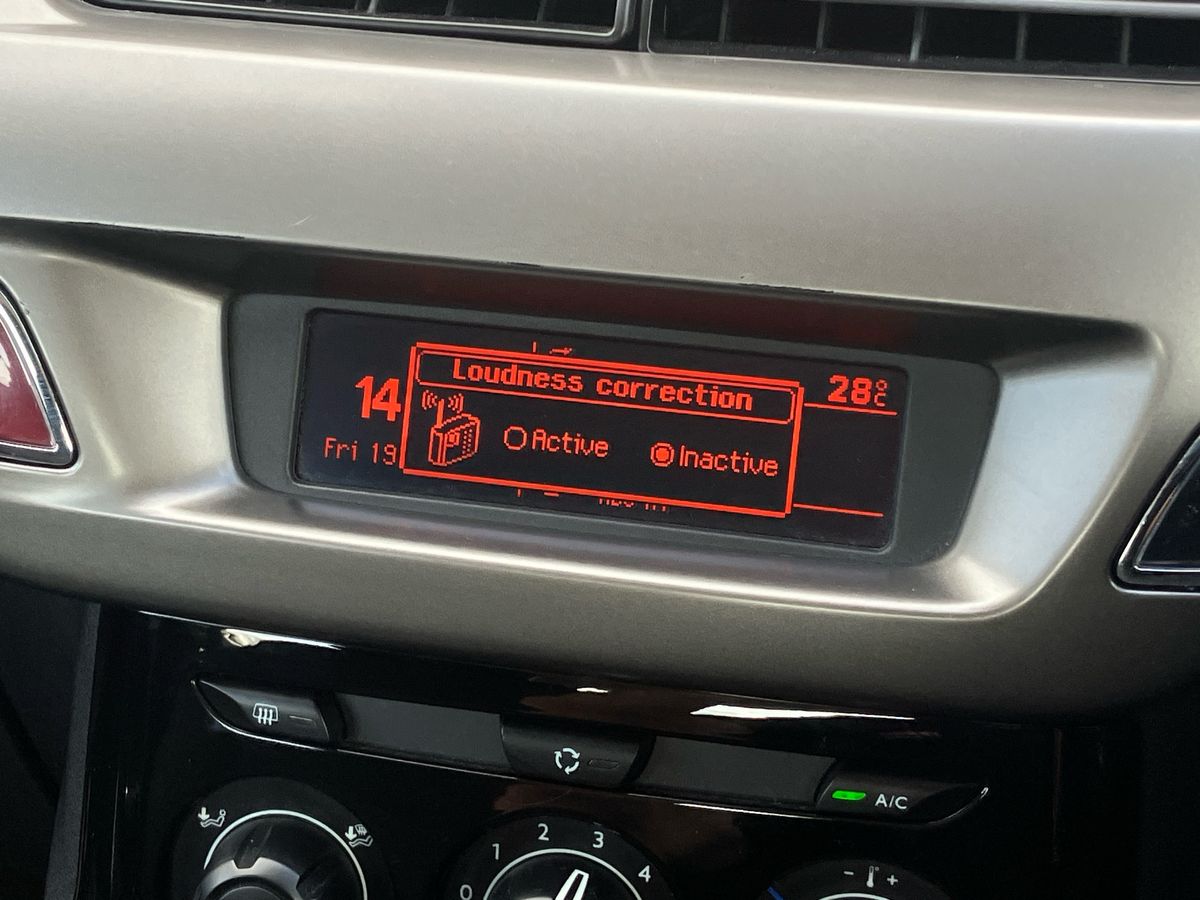 Loudness correction
28°C
14
Active
Inactive
Fri 19
A/C
1 2 3
0 4
- +